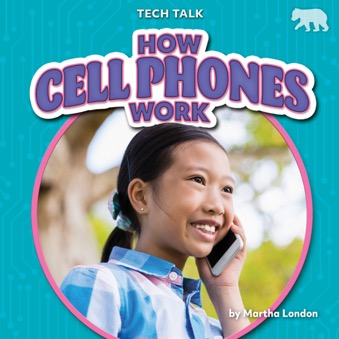 TECH TALK
HOW
CELL PHONES
WORK
by Martha London